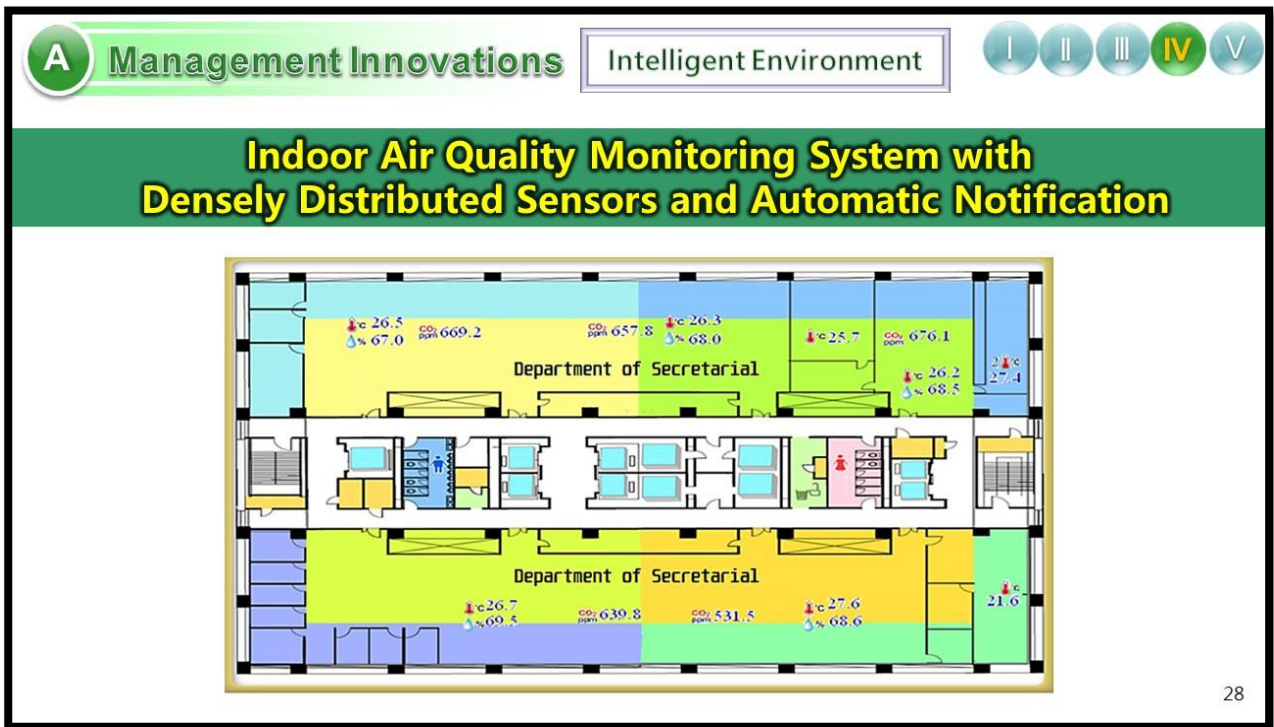 A Management Innovations
Intelligent Environment
I II III IV V
Indoor Air Quality Monitoring System with
Densely Distributed Sensors and Automatic Notification
°C 26.5
% 67.0
CO2 ppm 669.2
CO2 ppm 657.8
°C 26.3
% 68.0
°C 25.7
CO2 ppm 676.1
°C 26.2
% 68.5
°C
27.4
Department of Secretarial
Department of Secretarial
°C 26.7
% 69.5
CO2 ppm 639.8
CO2 ppm 531.5
°C 27.6
% 68.6
°C
21.6
28